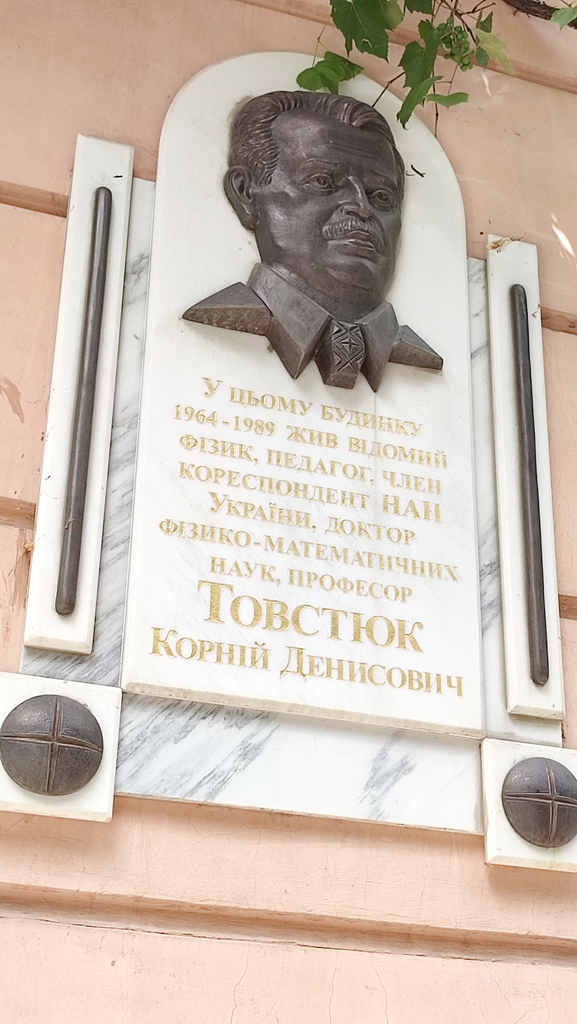 У ЦЬОМУ БУДИНКУ
1964-1989 ЖИВ ВІДОМИЙ
ФІЗИК, ПЕДАГОГ, ЧЛЕН
КОРЕСПОНДЕНТ НАН
УКРАЇНИ, ДОКТОР
ФІЗИКО-МАТЕМАТИЧНИХ
НАУК, ПРОФЕСОР
ТОВСТЮК
КОРНІЙ ДЕНИСОВИЧ